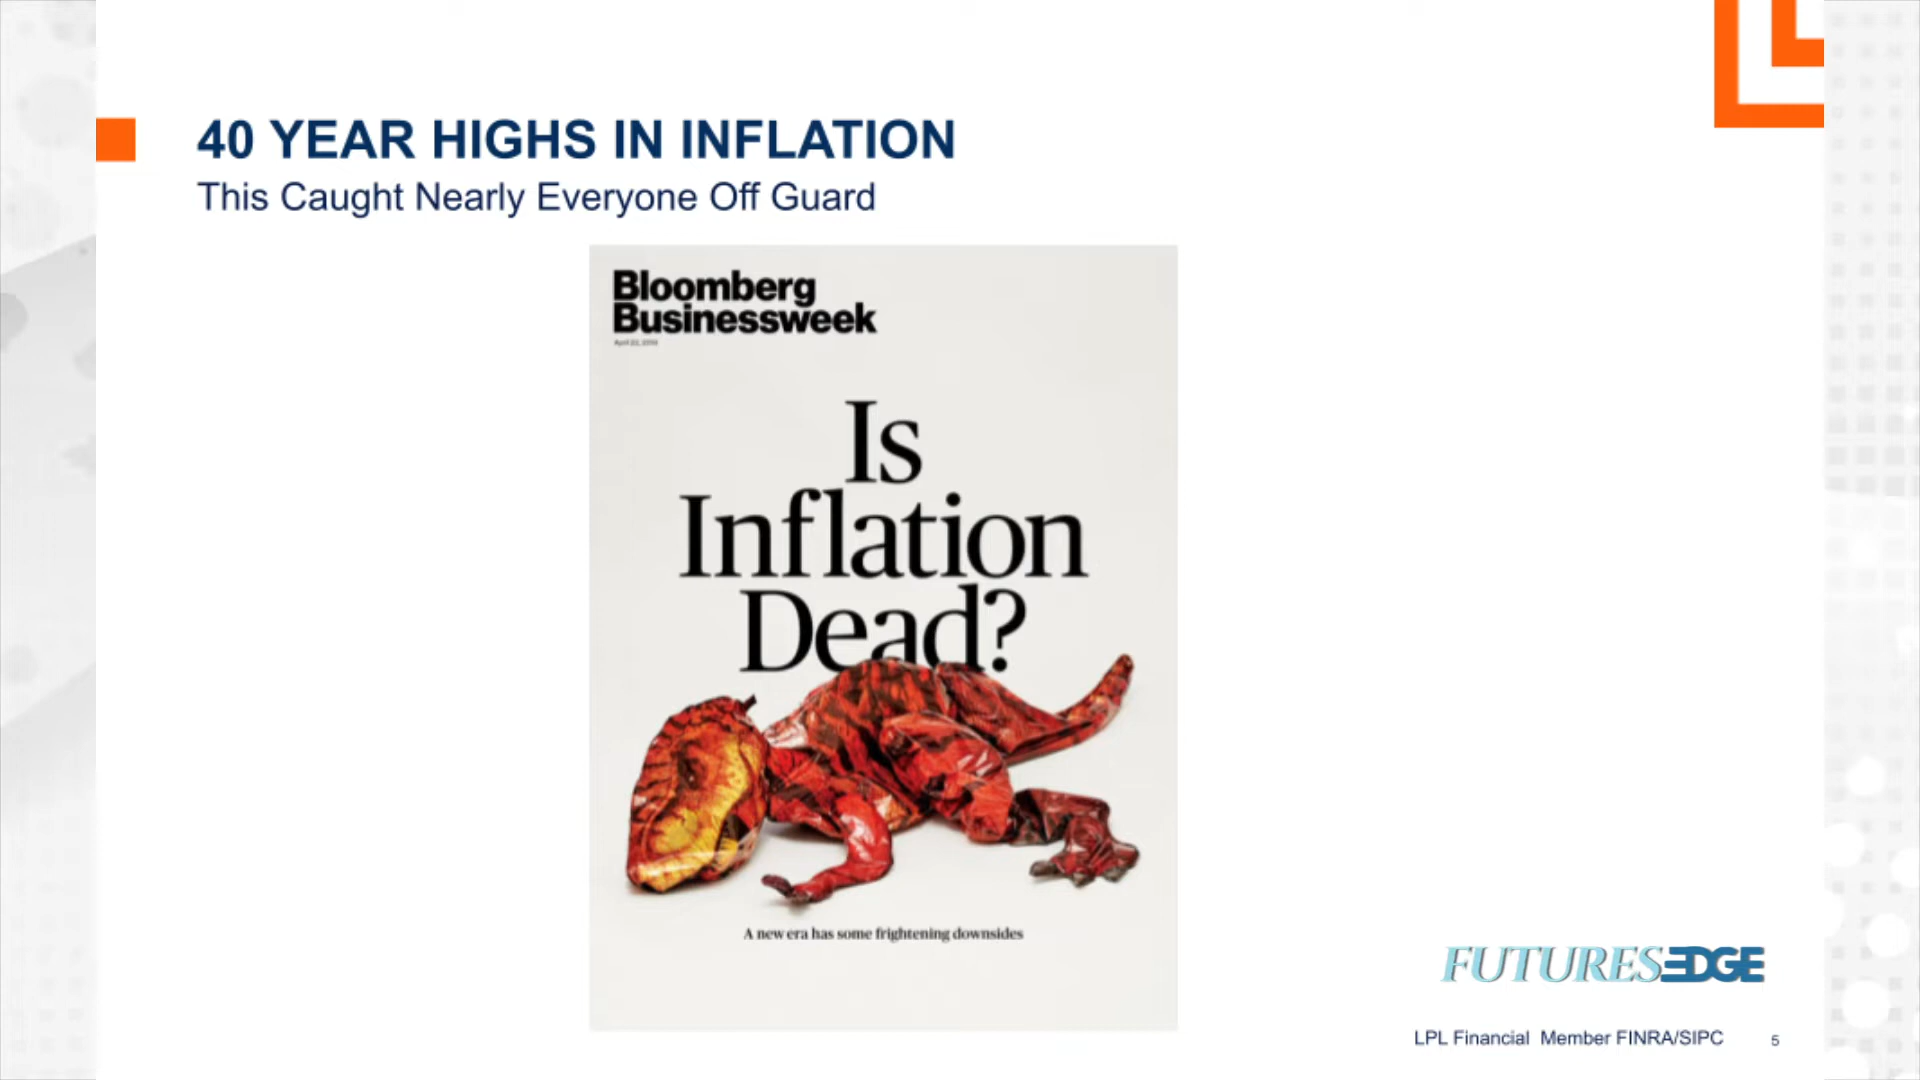 40 YEAR HIGHS IN INFLATION
This Caught Nearly Everyone Off Guard
Bloomberg
Businessweek
Is
Inflation
Dead?
A new era has some frightening downsides
FUTURESEDGE
LPL Financial Member FINRA/SIPC 5